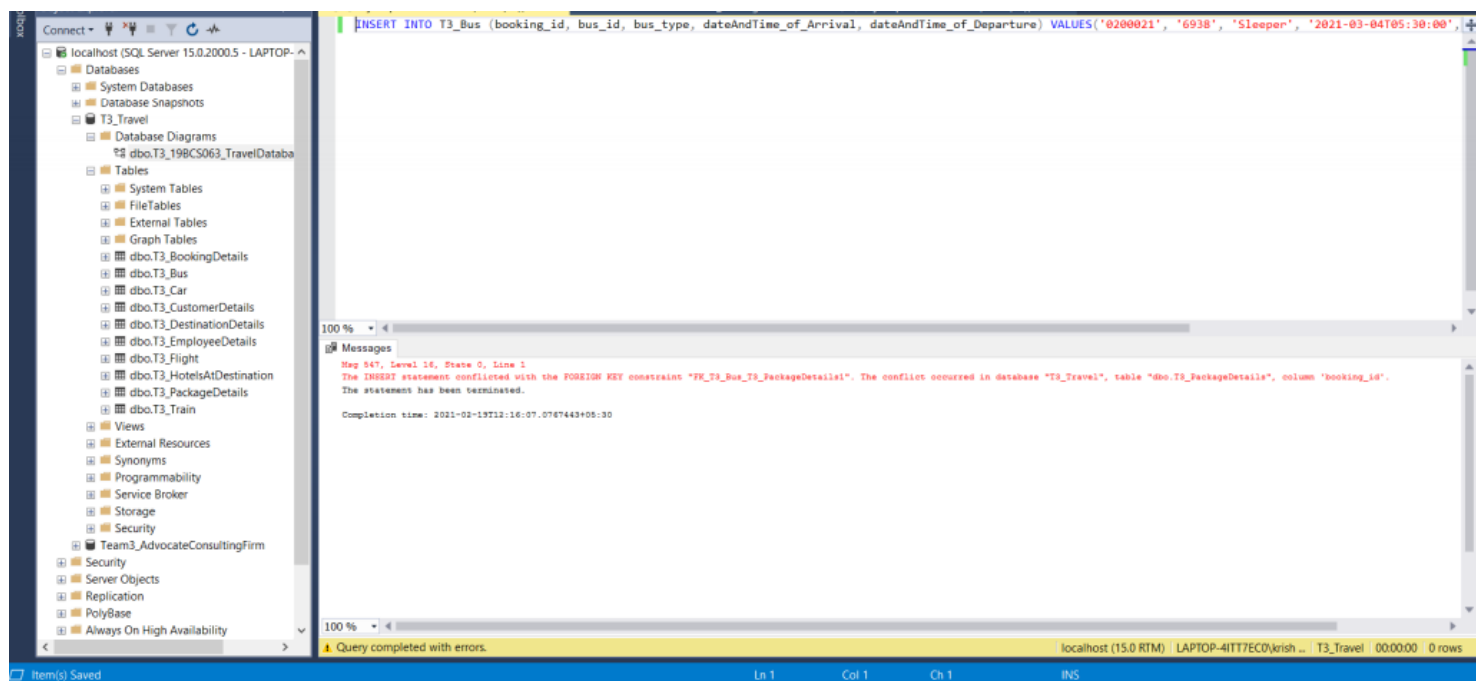 olbox
Connect
localhost (SQL Server 15.0.2000.5 - LAPTOP-
Databases
System Databases
Database Snapshots
T3_Travel
Database Diagrams
dbo.T3_19BCS063_TravelDataba
Tables
System Tables
FileTables
External Tables
Graph Tables
dbo.T3_BookingDetails
dbo.T3_Bus
dbo.T3_Car
dbo.T3_CustomerDetails
dbo.T3_DestinationDetails
dbo.T3_EmployeeDetails
dbo.T3_Flight
dbo.T3_HotelsAtDestination
dbo.T3_PackageDetails
dbo.T3_Train
Views
External Resources
Synonyms
Programmability
Service Broker
Storage
Security
Team3_AdvocateConsultingFirm
Security
Server Objects
Replication
PolyBase
Always On High Availability
INSERT INTO T3_Bus (booking_id, bus_id, bus_type, dateAndTime_of_Arrival, dateAndTime_of_Departure) VALUES('0200021', '6938', 'Sleeper', '2021-03-04T05:30:00',
100 %
Messages
Msg 547, Level 16, State 0, Line 1
The INSERT statement conflicted with the FOREIGN KEY constraint "FK_T3_Bus_T3_PackageDetails1". The conflict occurred in database "T3_Travel", table "dbo.T3_PackageDetails", column 'booking_id'.
The statement has been terminated.
Completion time: 2021-02-19T12:16:07.0767443+05:30
100 %
Query completed with errors.
localhost (15.0 RTM) LAPTOP-4ITT7EC0\krish ... T3_Travel 00:00:00 0 rows
Item(s) Saved
Ln 1 Col 1 Ch 1 INS